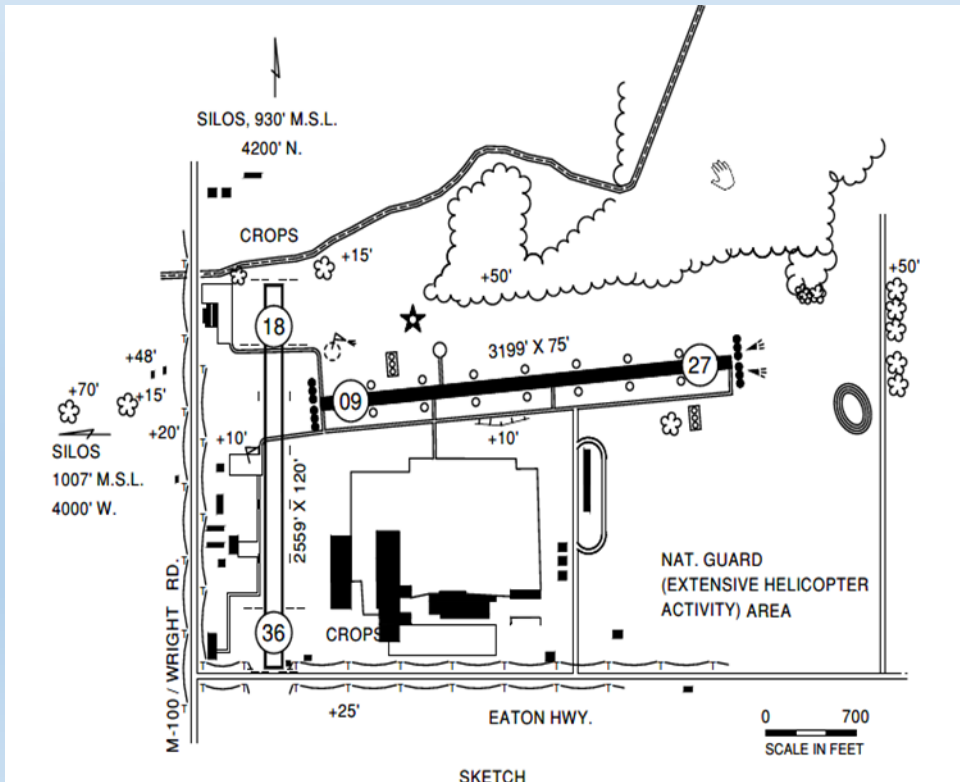 SILOS, 930' M.S.L.
4200' N.
CROPS
+15'
+50'
+50'
18
3199' X 75'
27
+48'
09
+70'
+15'
+20'
+10'
+10'
SILOS
1007' M.S.L.
4000' W.
2559' X 120'
NAT. GUARD
(EXTENSIVE HELICOPTER
ACTIVITY) AREA
M-100 / WRIGHT RD.
36
CROPS
+25'
EATON HWY.
0 700
SCALE IN FEET
SKETCH
T T T T T T T T T T T
T T T T T T T T